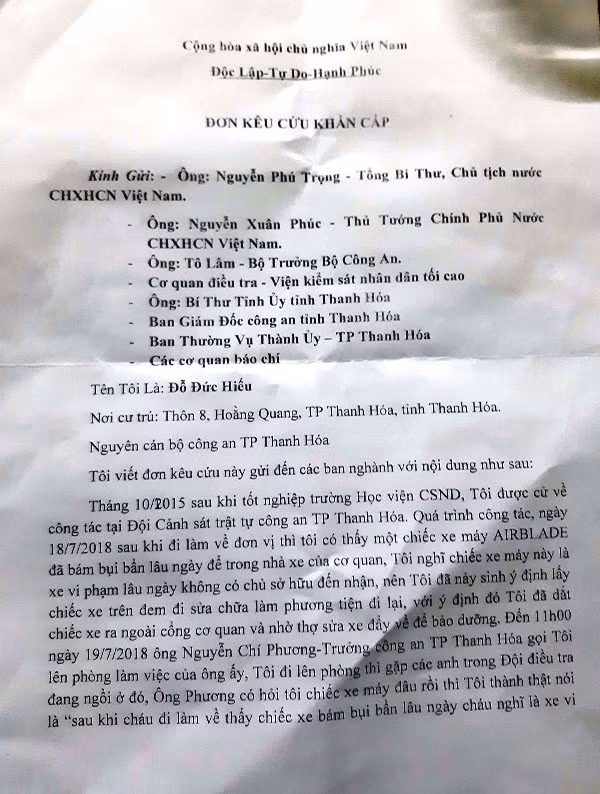 Cộng hòa xã hội chủ nghĩa Việt Nam
Độc Lập-Tự Do-Hạnh Phúc
ĐƠN KÊU CỨU KHẨN CẤP
Kính Gửi: - Ông: Nguyễn Phú Trọng - Tổng Bí Thư, Chủ tịch nước
CHXHCN Việt Nam.
- Ông: Nguyễn Xuân Phúc - Thủ Tướng Chính Phủ Nước
CHXHCN Việt Nam.
- Ông: Tô Lâm - Bộ Trưởng Bộ Công An.
- Cơ quan điều tra - Viện kiểm sát nhân dân tối cao
- Ông: Bí Thư Tỉnh Ủy tỉnh Thanh Hóa
- Ban Giám Đốc công an tỉnh Thanh Hóa
- Ban Thường Vụ Thành Ủy – TP Thanh Hóa
- Các cơ quan báo chí
Tên Tôi Là: Đỗ Đức Hiếu
Nơi cư trú: Thôn 8, Hoằng Quang, TP Thanh Hóa, tỉnh Thanh Hóa.
Nguyên cán bộ công an TP Thanh Hóa
Tôi viết đơn kêu cứu này gửi đến các ban nghành với nội dung như sau:
Tháng 10/2015 sau khi tốt nghiệp trường Học viện CSND, Tôi được cử về
công tác tại Đội Cảnh sát trật tự công an TP Thanh Hóa. Quá trình công tác, ngày
18/7/2018 sau khi đi làm về đơn vị thì tôi có thấy một chiếc xe máy AIRBLADE
đã bám bụi bẩn lâu ngày để trong nhà xe của cơ quan, Tôi nghĩ chiếc xe máy này là
xe vi phạm lâu ngày không có chủ sở hữu đến nhận, nên Tôi đã nảy sinh ý định lấy
chiếc xe trên đem đi sửa chữa làm phương tiện đi lại, với ý định đó Tôi đã dắt
chiếc xe ra ngoài cổng cơ quan và nhờ thợ sửa xe đẩy về để bảo dưỡng. Đến 11h00
ngày 19/7/2018 ông Nguyễn Chí Phương-Trưởng công an TP Thanh Hóa gọi Tôi
lên phòng làm việc của ông ấy, Tôi đi lên phòng thì gặp các anh trong Đội điều tra
đang ngồi ở đó, Ông Phương có hỏi tôi chiếc xe máy đâu rồi thì Tôi thành thật nói
là “sau khi cháu đi làm về thấy chiếc xe bám bụi bẩn lâu ngày cháu nghĩ là xe vi